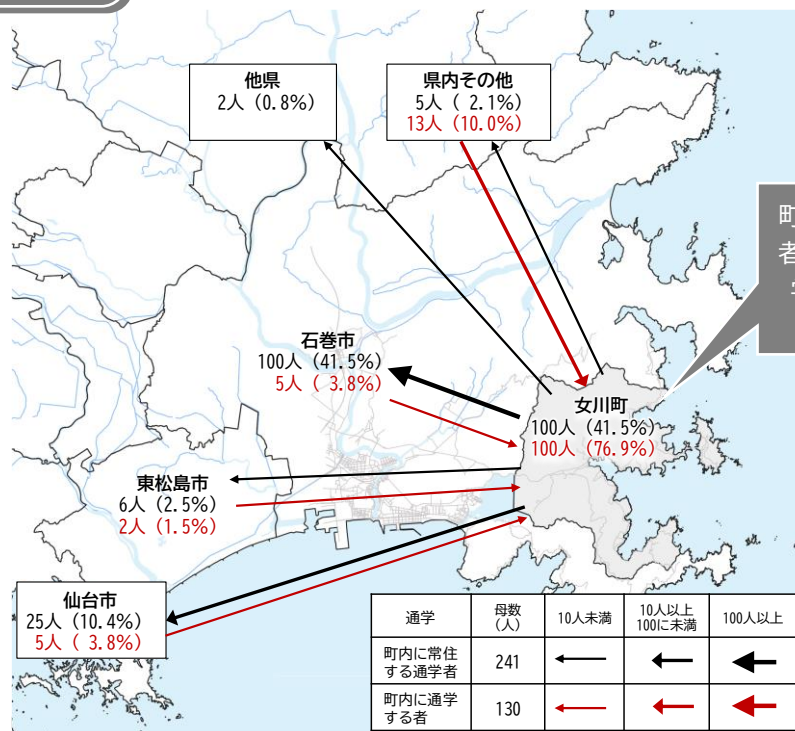 他県
2人 (0.8%)
県内その他
5人 ( 2.1%)
13人 (10.0%)
町
者
石巻市
100人 (41.5%)
5人 ( 3.8%)
女川町
100人 (41.5%)
100人 (76.9%)
東松島市
6人 (2.5%)
2人 (1.5%)
仙台市
25人 (10.4%)
5人 ( 3.8%)
通学
母数
(人)
10人未満
10人以上
100に未満
100人以上
町内に常住
する通学者
241
町内に通学
する者
130